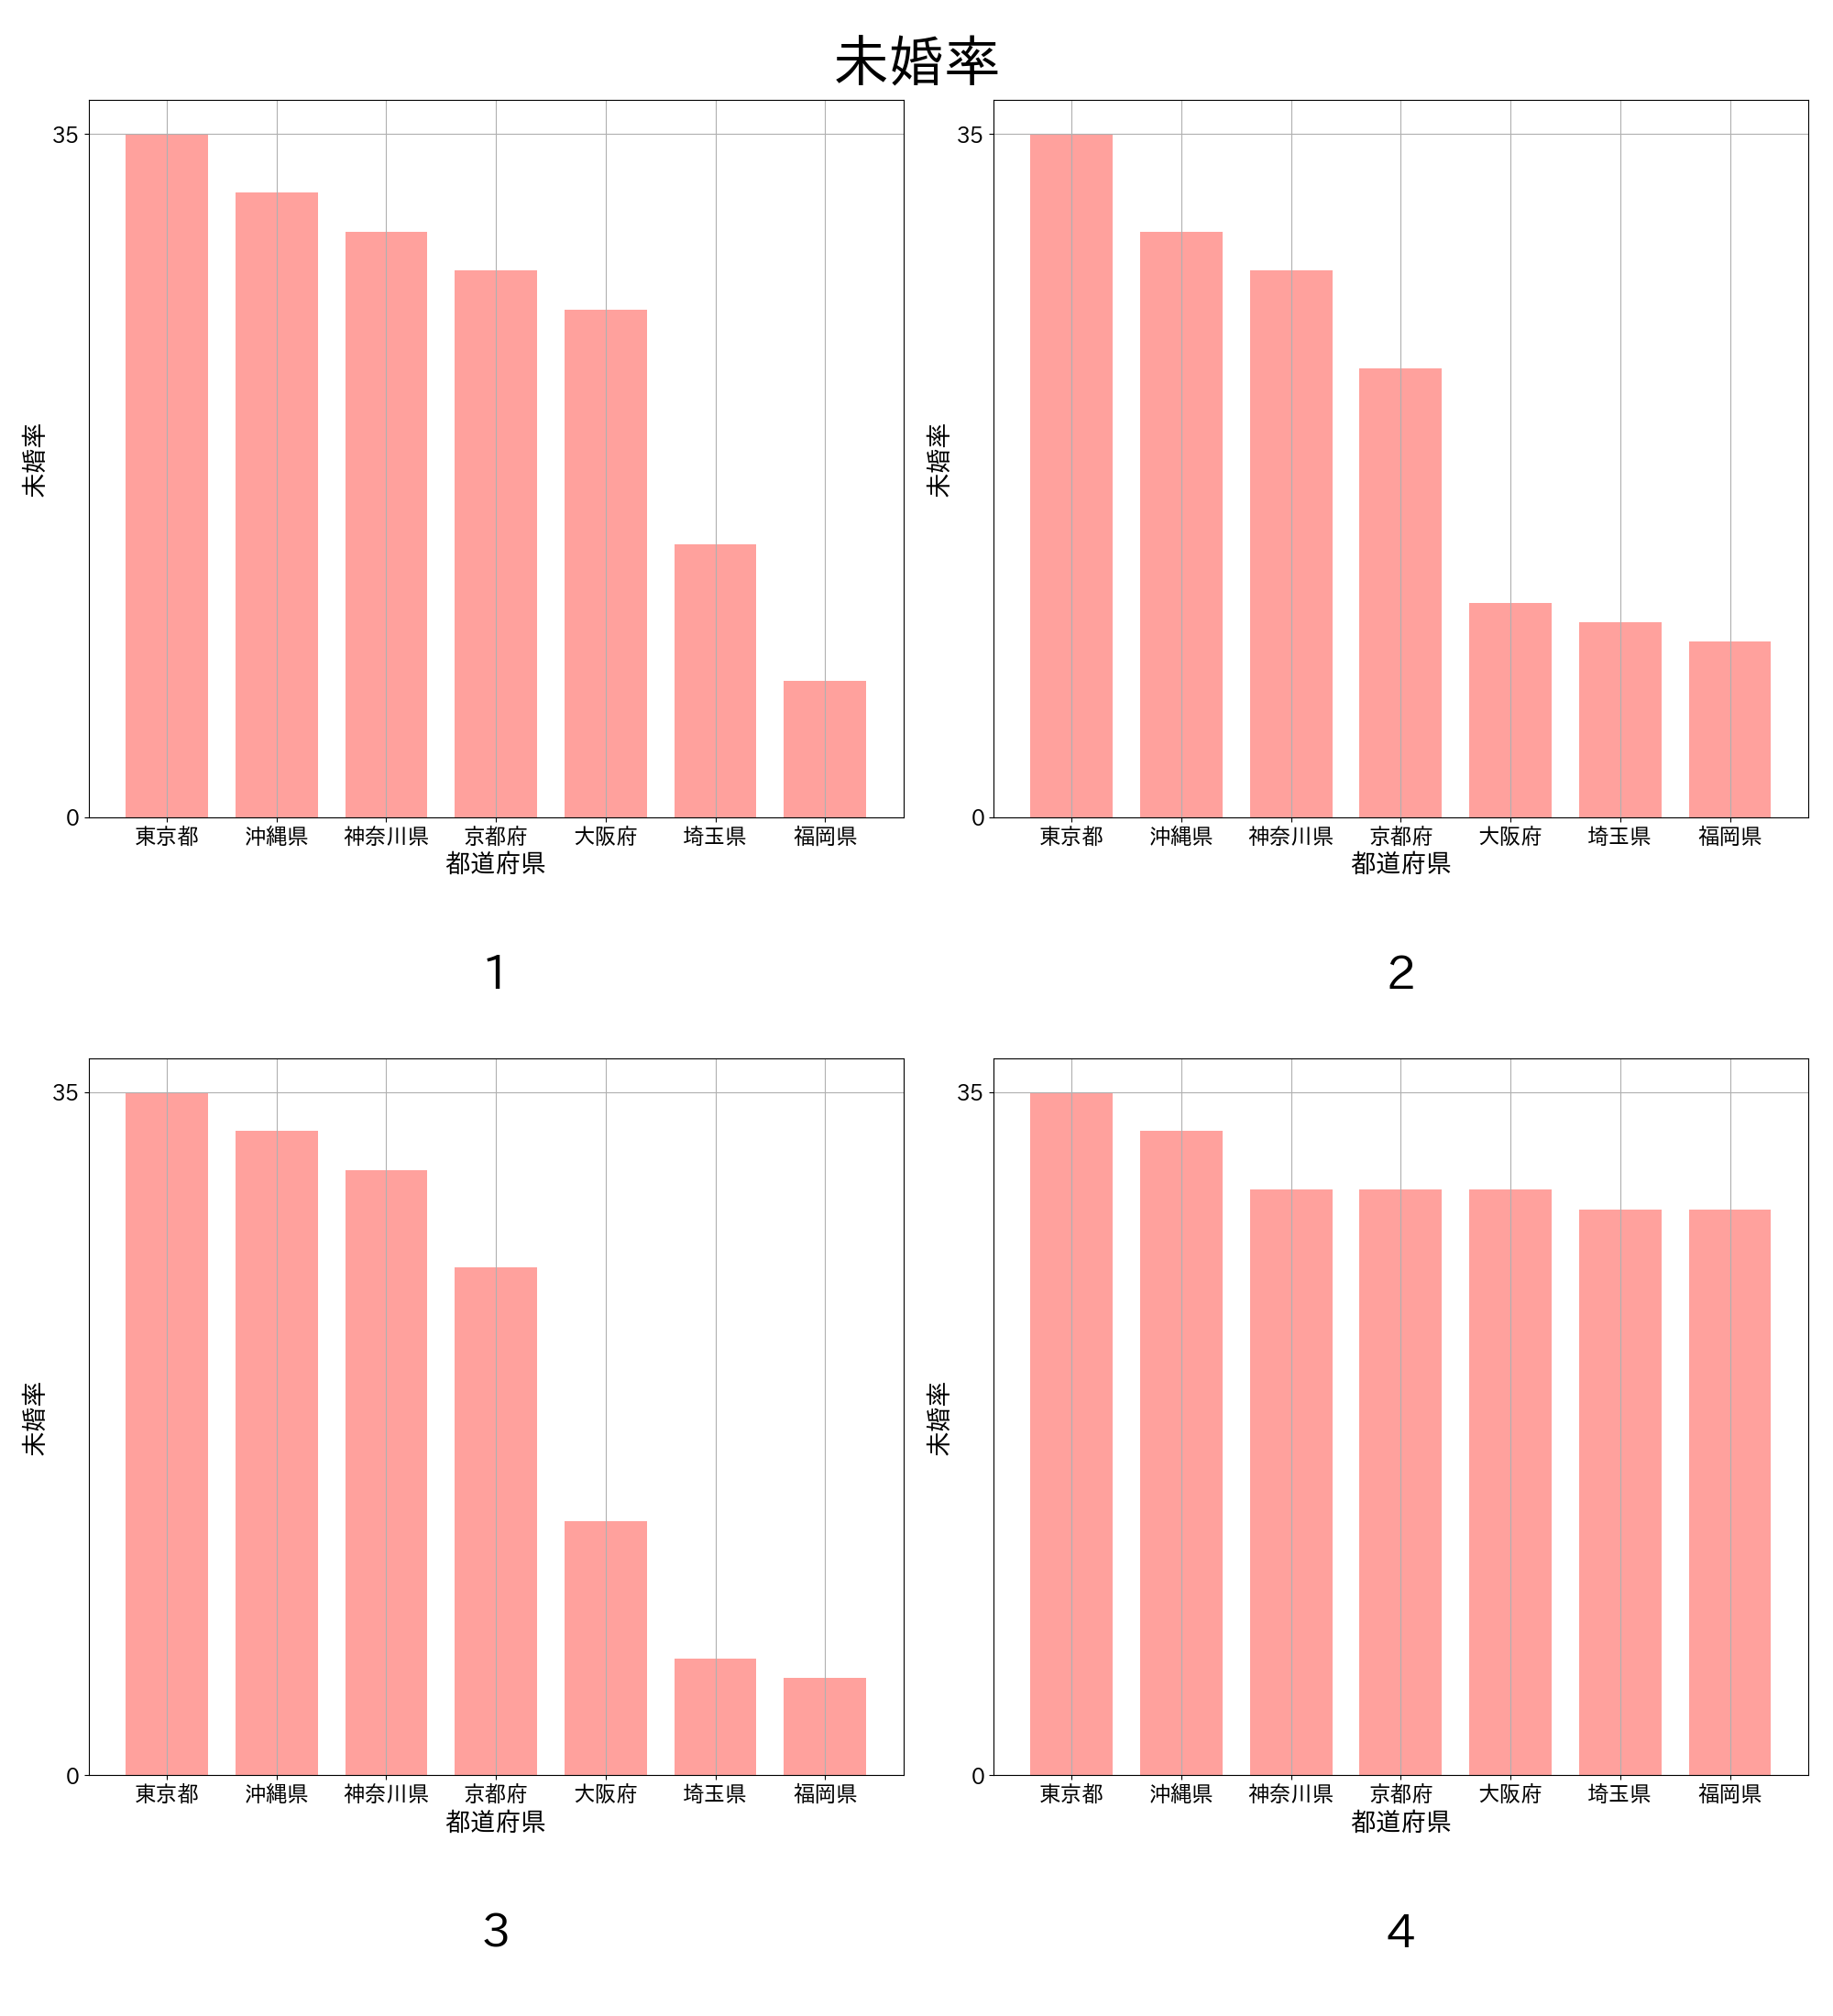 未婚率
35
0
未婚率
東京都 沖縄県 神奈川県 京都府 大阪府 埼玉県 福岡県
都道府県
1
35
0
未婚率
東京都 沖縄県 神奈川県 京都府 大阪府 埼玉県 福岡県
都道府県
2
35
0
未婚率
東京都 沖縄県 神奈川県 京都府 大阪府 埼玉県 福岡県
都道府県
3
35
0
未婚率
東京都 沖縄県 神奈川県 京都府 大阪府 埼玉県 福岡県
都道府県
4